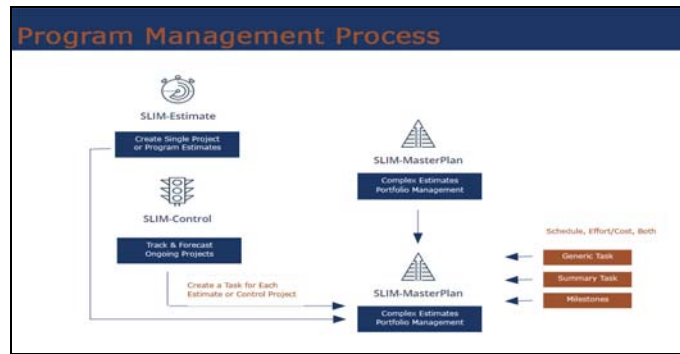 Program Management Process
SLIM-Estimate
Create Single Project
or Program Estimates
SLIM-Control
Track & Forecast
Ongoing Projects
Create a Task for Each
Estimate or Control Project
SLIM-MasterPlan
Complex Estimates
Portfolio Management
SLIM-MasterPlan
Complex Estimates
Portfolio Management
Schedule, Effort/Cost, Both
Generic Task
Summary Task
Milestones